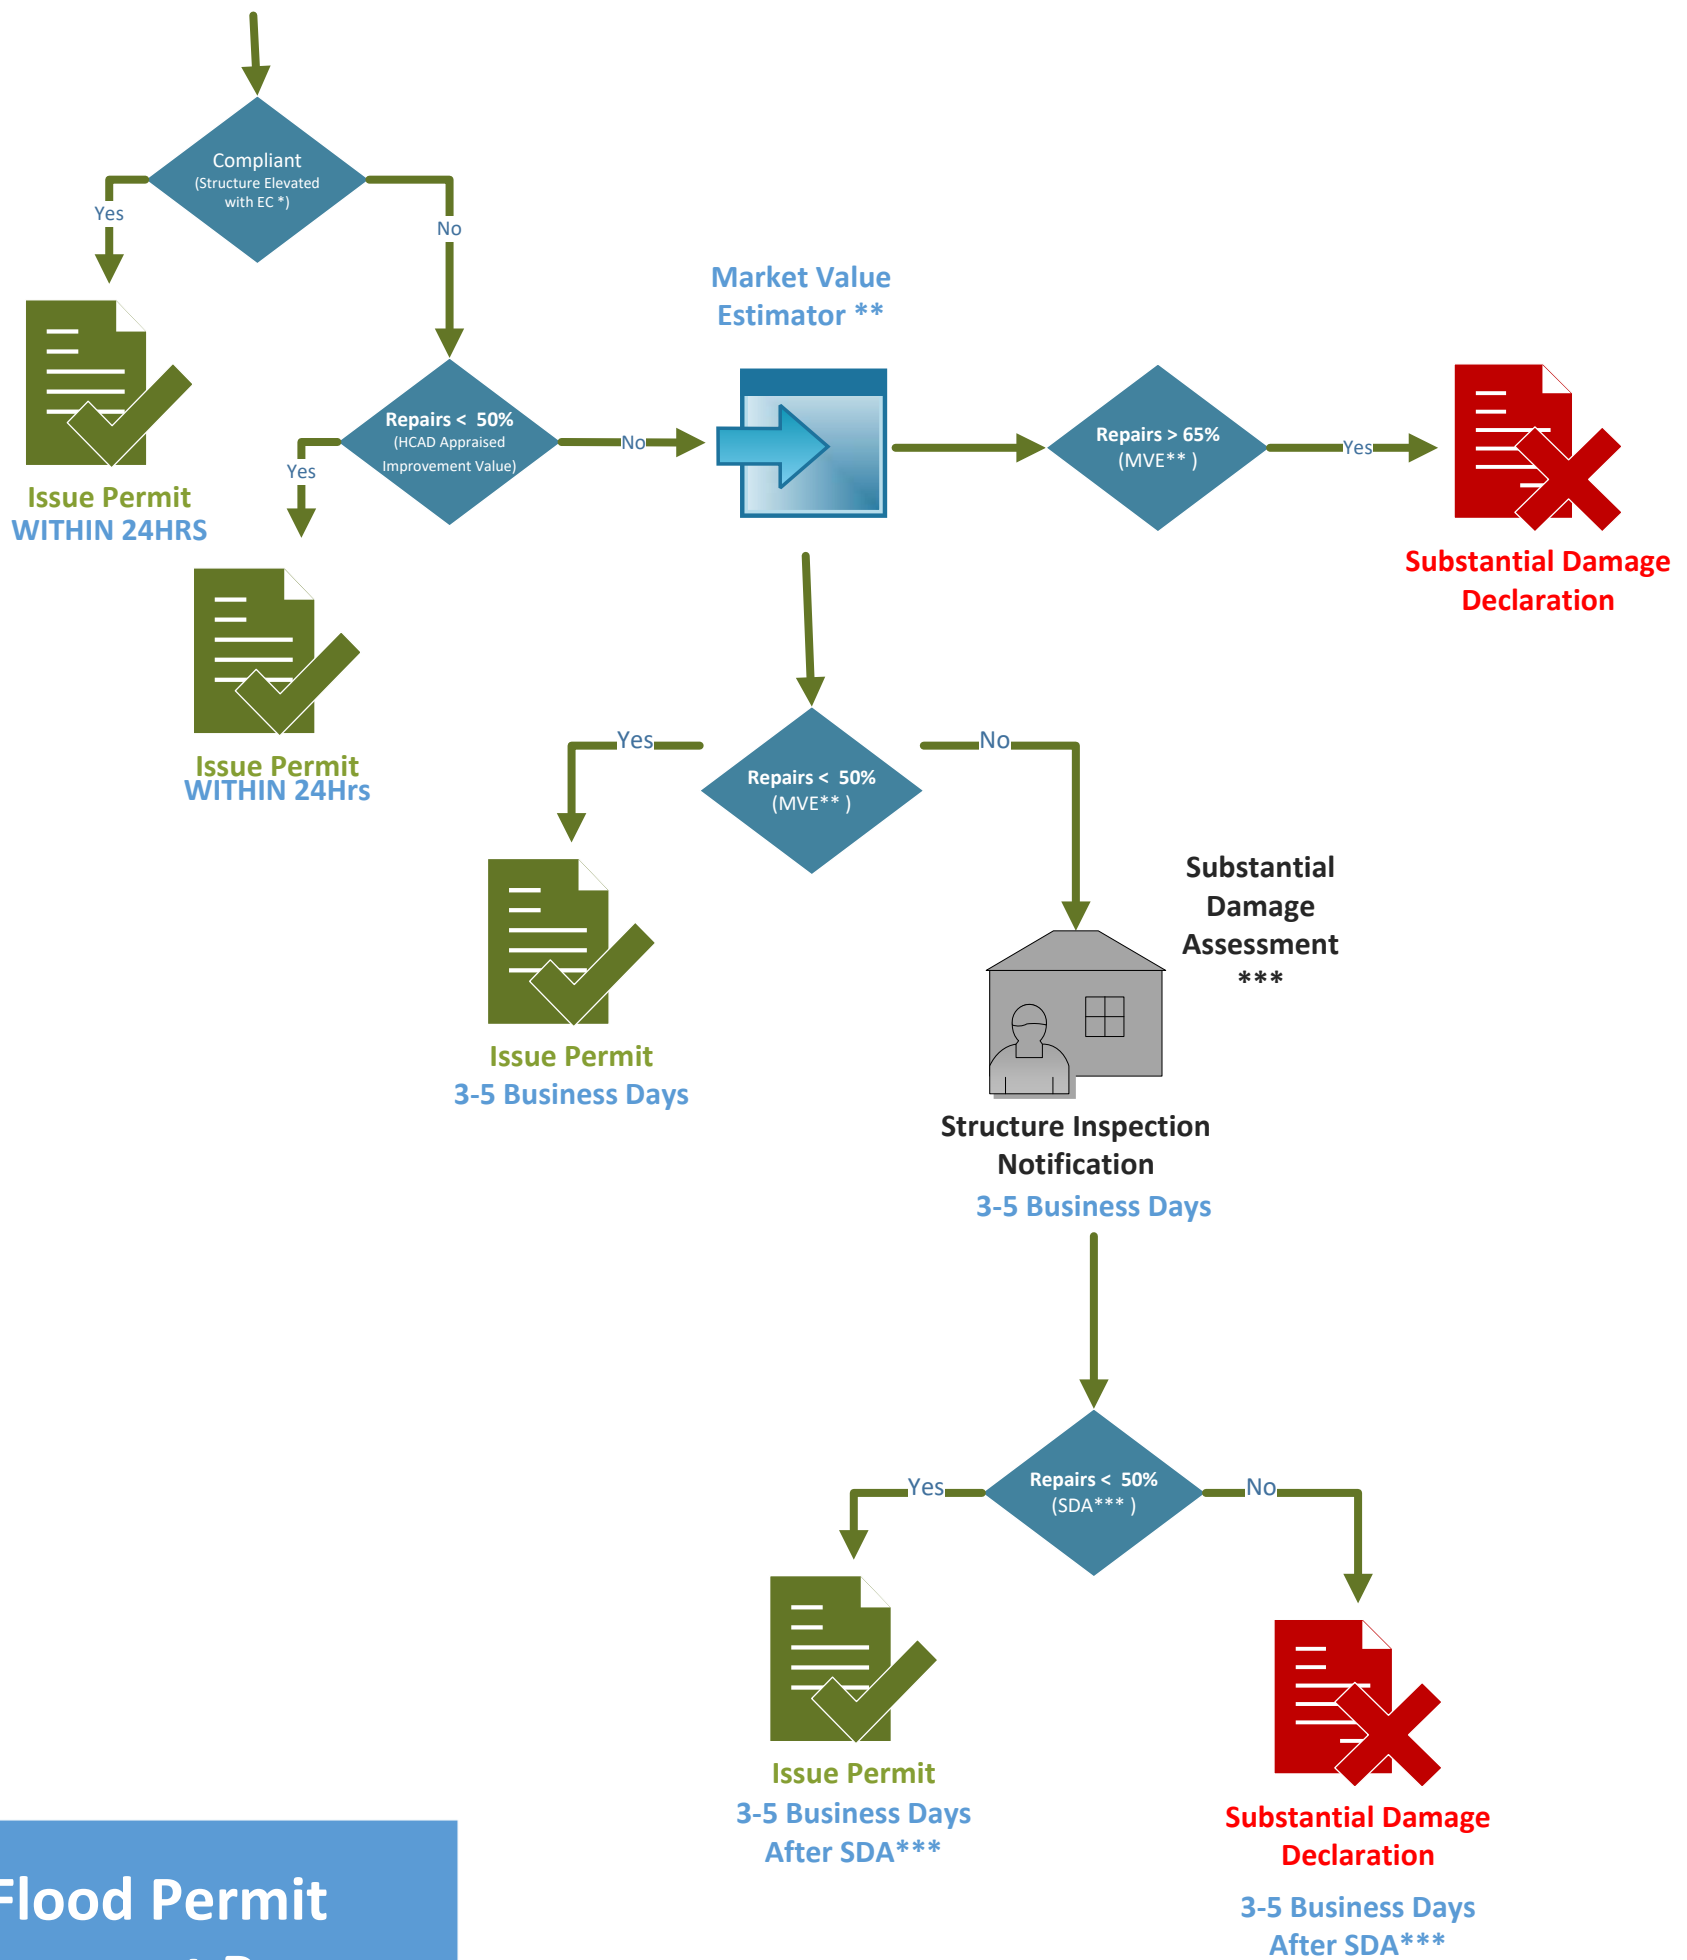 Compliant
(Structure Elevated
with EC *)
Yes
No
Market Value
Estimator **
Repairs < 50%
(HCAD Appraised
Improvement Value)
Yes
No
Repairs > 65%
(MVE** )
Yes
Issue Permit
WITHIN 24HRS
Substantial Damage
Declaration
Issue Permit
WITHIN 24Hrs
Yes
No
Repairs < 50%
(MVE** )
Substantial
Damage
Assessment
***
Issue Permit
3-5 Business Days
Structure Inspection
Notification
3-5 Business Days
Repairs < 50%
(SDA*** )
Yes
No
Issue Permit
3-5 Business Days
After SDA***
Substantial Damage
Declaration
3-5 Business Days
After SDA***
Flood Permit